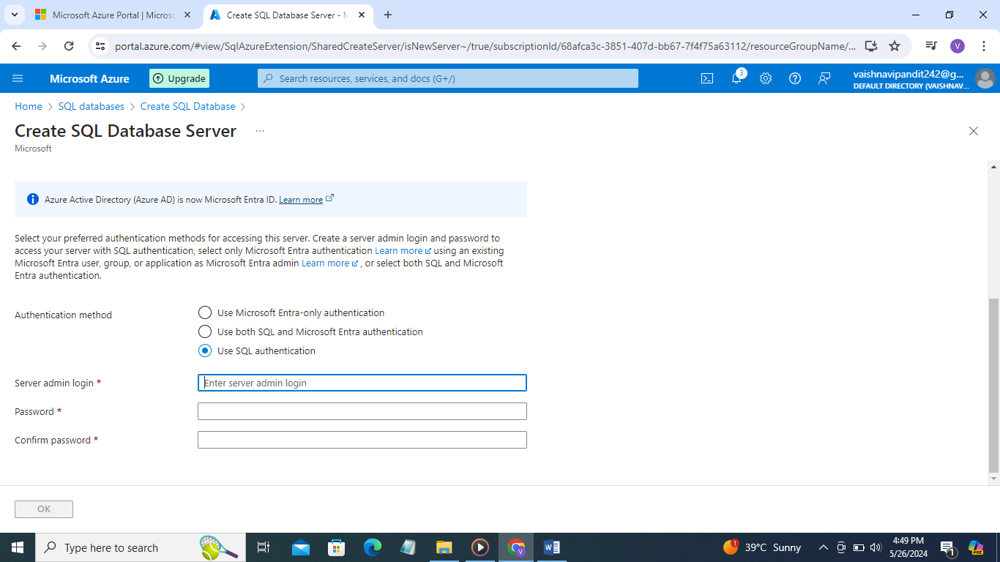 Microsoft Azure Portal | Micros
Create SQL Database Server - M
portal.azure.com/#view/SqlAzureExtension/SharedCreateServer/isNewServer~/true/subscriptionId/68afca3c-3851-407d-bb67-7f4f75a63112/resourceGroupName/...
V
Microsoft Azure
Upgrade
Search resources, services, and docs (G+/)
3
vaishnavipandit242@g...
DEFAULT DIRECTORY (VAISHNAV...
Home > SQL databases > Create SQL Database >
Create SQL Database Server ...
Microsoft
Azure Active Directory (Azure AD) is now Microsoft Entra ID. Learn more
Select your preferred authentication methods for accessing this server. Create a server admin login and password to
access your server with SQL authentication, select only Microsoft Entra authentication Learn more using an existing
Microsoft Entra user, group, or application as Microsoft Entra admin Learn more , or select both SQL and Microsoft
Entra authentication.
Authentication method
Use Microsoft Entra-only authentication
Use both SQL and Microsoft Entra authentication
Use SQL authentication
Server admin login *
Enter server admin login
Password *
Confirm password *
OK
Type here to search
V
W
1
39°C Sunny
4:49 PM
5/26/2024
1
PRE